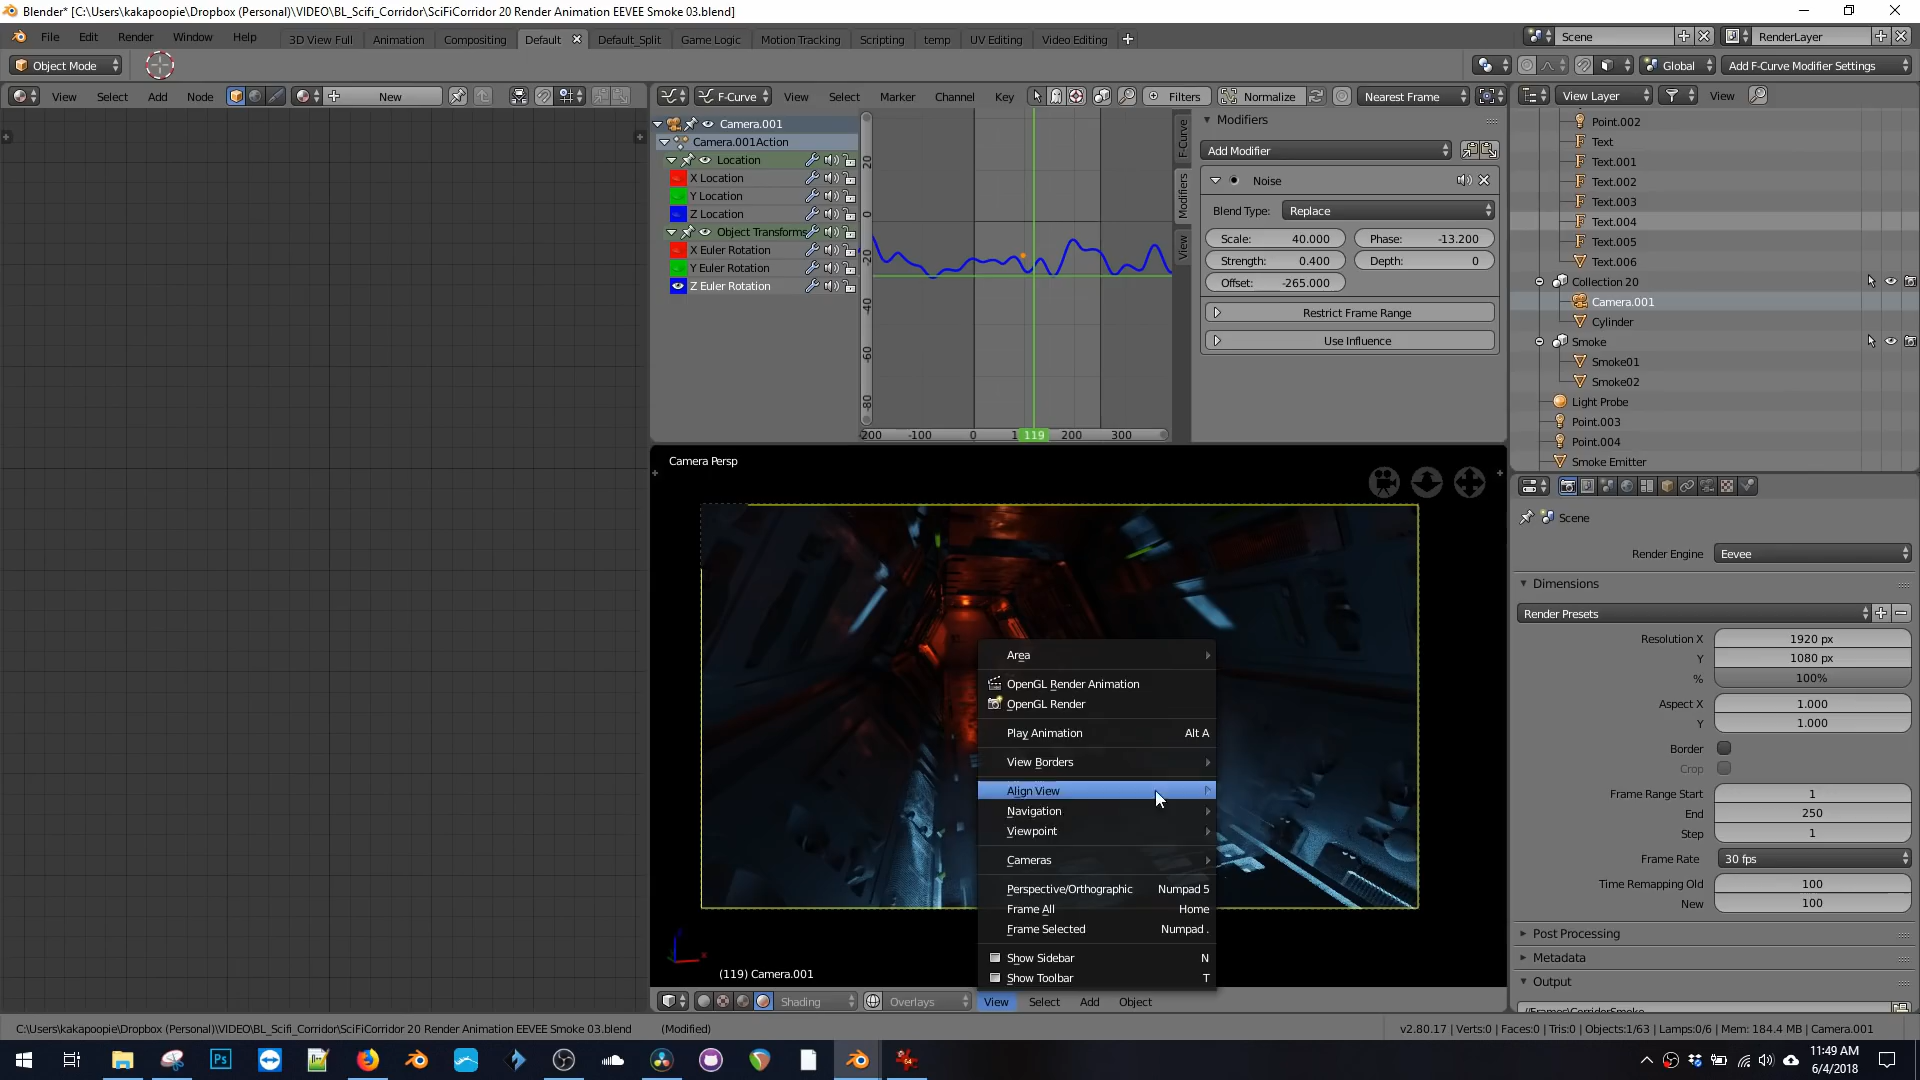 Blender* [C:\Users\kakapoopie\Dropbox (Personal)\VIDEO\BL_Scifi_Corridor\SciFiCorridor 20 Render Animation EEVEE Smoke 03.blend]
File Edit Render Window Help 3D View Full Animation Compositing Default Default_Split Game Logic Motion Tracking Scripting temp UV Editing Video Editing Scene RenderLayer
Object Mode Global Add F-Curve Modifier Settings
View Select Add Node New F-Curve View Select Marker Channel Key Filters Normalize Nearest Frame View Layer View
Camera.001
Camera.001Action
Location
X Location
Y Location
Z Location
Object Transforms
X Euler Rotation
Y Euler Rotation
Z Euler Rotation
20
0
-20
-40
-60
-80
-200 -100 0 1 119 200 300
F-Curve
Modifiers
View
Modifiers
Add Modifier
Noise
Blend Type: Replace
Scale: 40.000 Phase: -13.200
Strength: 0.400 Depth: 0
Offset: -265.000
Restrict Frame Range
Use Influence
Point.002
Text
Text.001
Text.002
Text.003
Text.004
Text.005
Text.006
Collection 20
Camera.001
Cylinder
Smoke
Smoke01
Smoke02
Light Probe
Point.003
Point.004
Smoke Emitter
Camera Persp
Area
OpenGL Render Animation
OpenGL Render
Play Animation Alt A
View Borders
Align View
Navigation
Viewpoint
Cameras
Perspective/Orthographic Numpad 5
Frame All Home
Frame Selected Numpad .
Show Sidebar N
Show Toolbar T
(119) Camera.001
Shading Overlays View Select Add Object
Scene
Render Engine Eevee
Dimensions
Render Presets
Resolution X 1920 px
Y 1080 px
% 100%
Aspect X 1.000
Y 1.000
Border
Crop
Frame Range Start 1
End 250
Step 1
Frame Rate 30 fps
Time Remapping Old 100
New 100
Post Processing
Metadata
Output
//Frames\CorridorSmoke
C:\Users\kakapoopie\Dropbox (Personal)\VIDEO\BL_Scifi_Corridor\SciFiCorridor 20 Render Animation EEVEE Smoke 03.blend (Modified) v2.80.17 | Verts:0 | Faces:0 | Tris:0 | Objects:1/63 | Lamps:0/6 | Mem: 184.4 MB | Camera.001
Ps
64
11:49 AM
6/4/2018